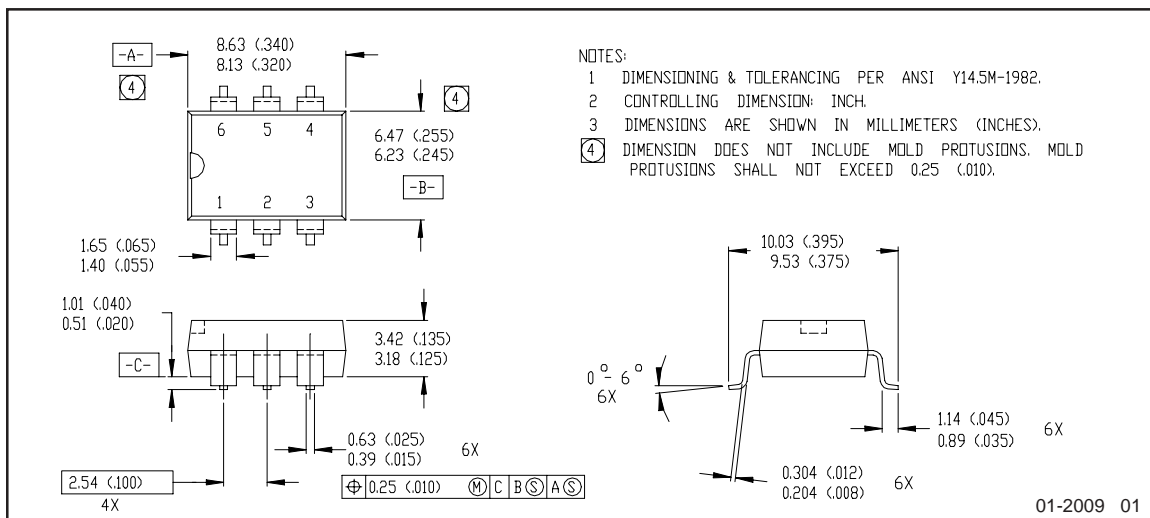 -A-
8.63 (.340)
8.13 (.320)
4
4
6 5 4
1 2 3
6.47 (.255)
6.23 (.245)
-B-
1.65 (.065)
1.40 (.055)
NOTES:
1 DIMENSIONING & TOLERANCING PER ANSI Y14.5M-1982.
2 CONTROLLING DIMENSION: INCH.
3 DIMENSIONS ARE SHOWN IN MILLIMETERS (INCHES).
4 DIMENSION DOES NOT INCLUDE MOLD PROTUSIONS. MOLD
PROTUSIONS SHALL NOT EXCEED 0.25 (.010).
1.01 (.040)
0.51 (.020)
-C-
3.42 (.135)
3.18 (.125)
0.63 (.025)
0.39 (.015)
6X
2.54 (.100)
4X
⌖ 0.25 (.010) Ⓜ C B Ⓢ A Ⓢ
10.03 (.395)
9.53 (.375)
0°- 6°
6X
1.14 (.045)
0.89 (.035)
6X
0.304 (.012)
0.204 (.008)
6X
01-2009 01